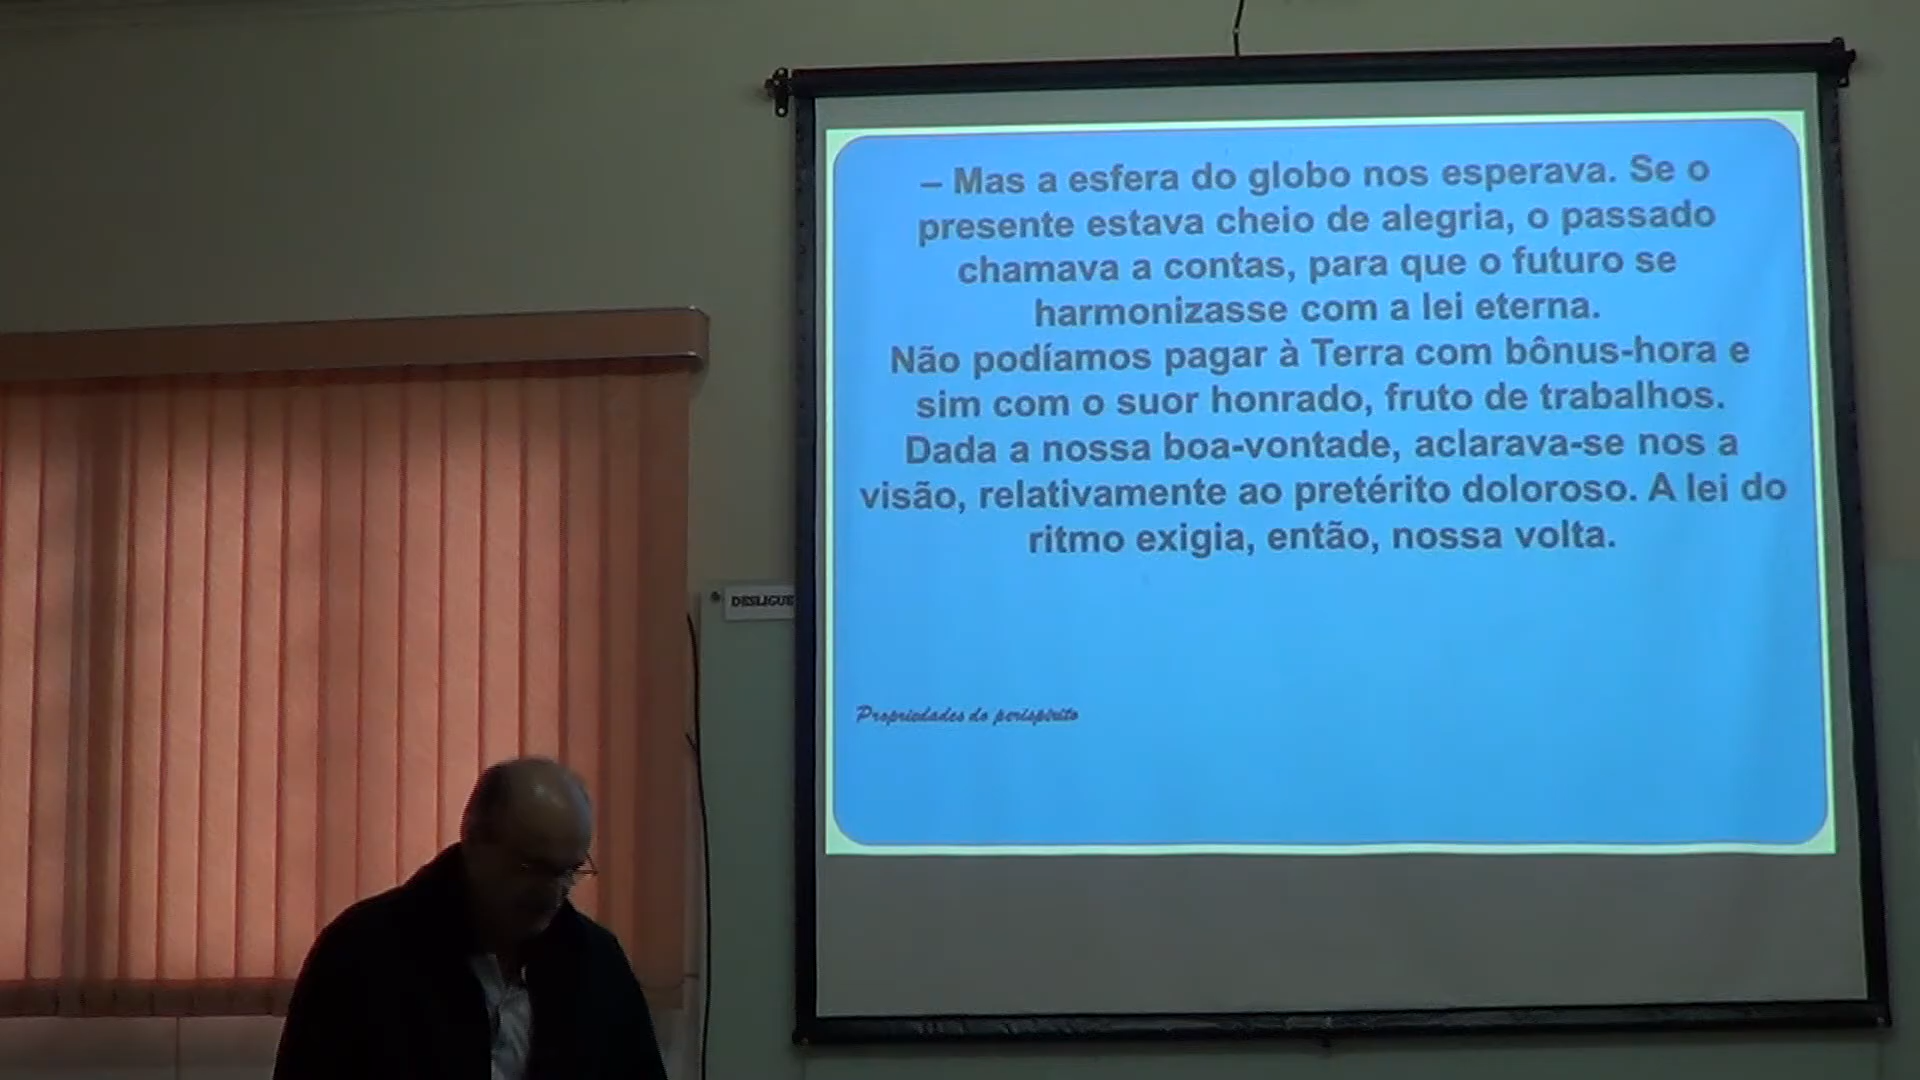 – Mas a esfera do globo nos esperava. Se o
presente estava cheio de alegria, o passado
chamava a contas, para que o futuro se
harmonizasse com a lei eterna.
Não podíamos pagar à Terra com bônus-hora e
sim com o suor honrado, fruto de trabalhos.
Dada a nossa boa-vontade, aclarava-se nos a
visão, relativamente ao pretérito doloroso. A lei do
ritmo exigia, então, nossa volta.
DESLIGUE
Propriedades do perispírito